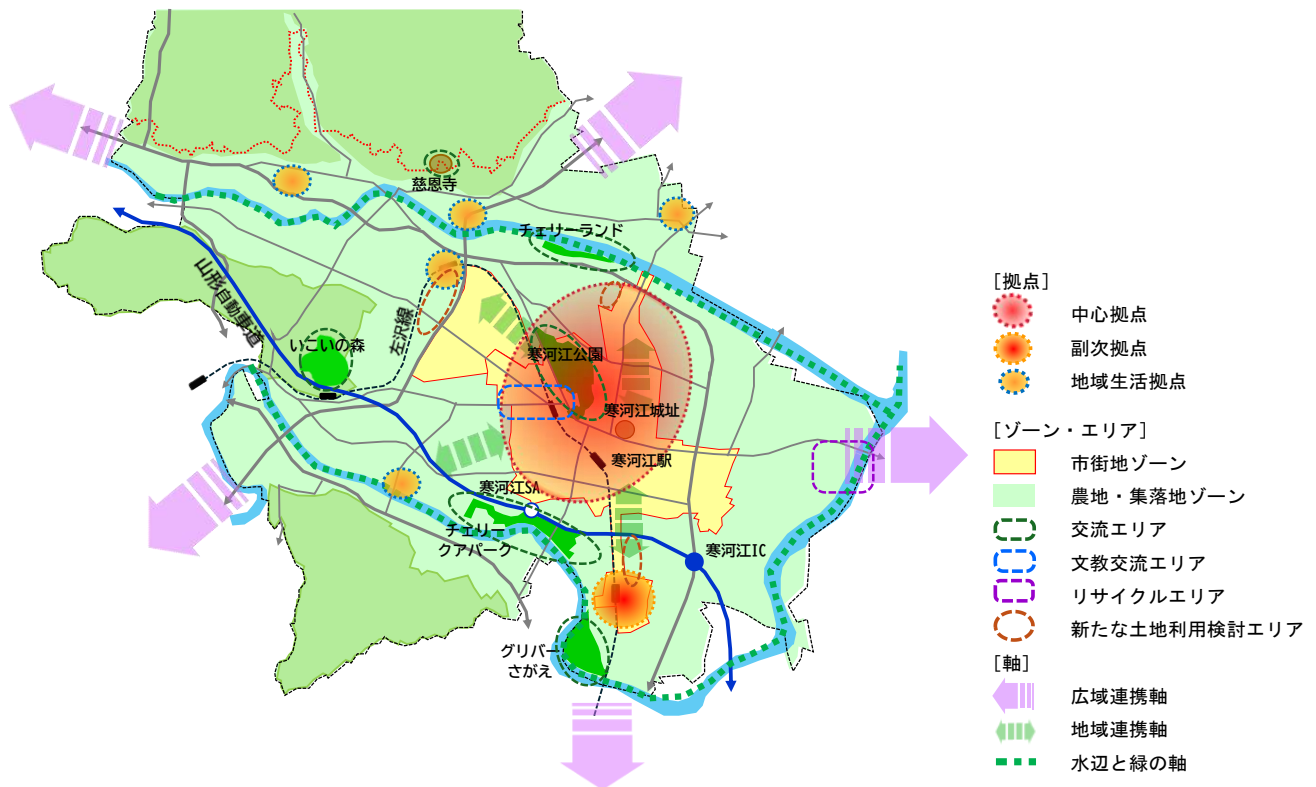 慈恩寺
チェリーランド
山形自動車道
左沢線
いこいの森
寒河江公園
寒河江城址
寒河江駅
寒河江SA
チェリー
クアパーク
寒河江IC
グリバー
さがえ
[拠点]
中心拠点
副次拠点
地域生活拠点
[ゾーン・エリア]
市街地ゾーン
農地・集落地ゾーン
交流エリア
文教交流エリア
リサイクルエリア
新たな土地利用検討エリア
[軸]
広域連携軸
地域連携軸
水辺と緑の軸